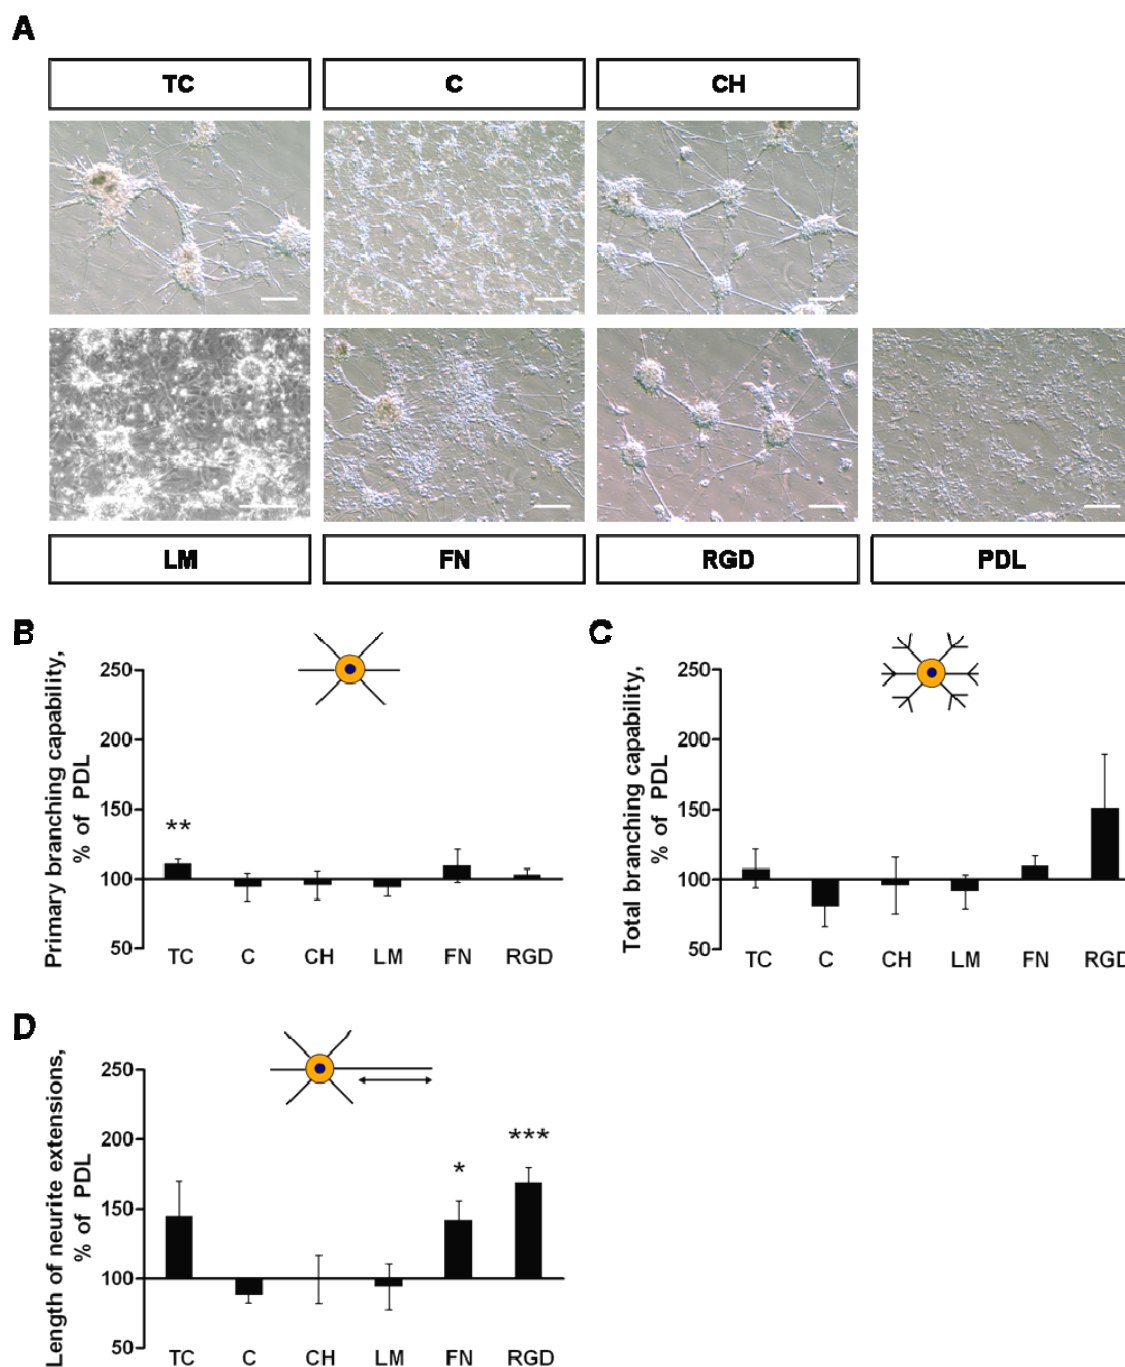 A
TC C CH
LM FN RGD PDL
B
Primary branching capability,
% of PDL
250
200
150
100
50
**
TC C CH LM FN RGD
C
Total branching capability,
% of PDL
250
200
150
100
50
TC C CH LM FN RGD
D
Length of neurite extensions,
% of PDL
250
200
150
100
50
*
***
TC C CH LM FN RGD